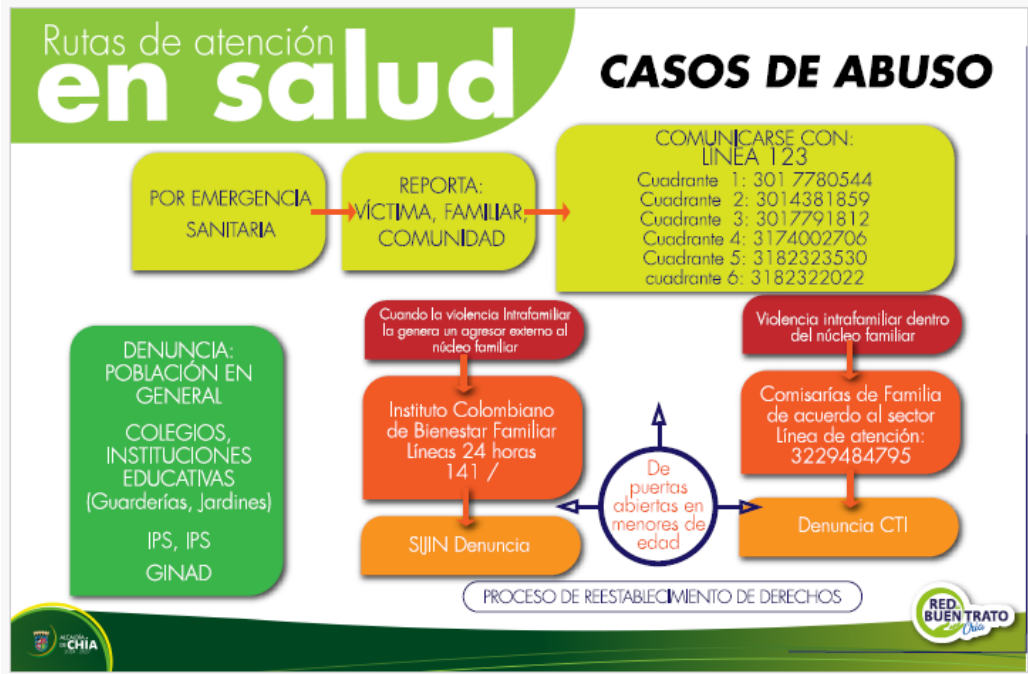 Rutas de atención
en salud
CASOS DE ABUSO
POR EMERGENCIA
SANITARIA
REPORTA:
VÍCTIMA, FAMILIAR,
COMUNIDAD
COMUNICARSE CON:
LÍNEA 123
Cuadrante 1: 301 7780544
Cuadrante 2: 3014381859
Cuadrante 3: 3017791812
Cuadrante 4: 3174002706
Cuadrante 5: 3182323530
cuadrante 6: 3182322022
DENUNCIA:
POBLACIÓN EN
GENERAL
COLEGIOS,
INSTITUCIONES
EDUCATIVAS
(Guarderías, Jardines)
IPS, IPS
GINAD
Cuando la violencia Intrafamiliar
la genera un agresor externo al
núcleo familiar
Instituto Colombiano
de Bienestar Familiar
Líneas 24 horas
141 /
SIJIN Denuncia
De
puertas
abiertas en
menores de
edad
Violencia intrafamiliar dentro
del núcleo familiar
Comisarías de Familia
de acuerdo al sector
Línea de atención:
3229484795
Denuncia CTI
PROCESO DE REESTABLECIMIENTO DE DERECHOS
ALCALDÍA
DE CHÍA
RED
BUEN TRATO
Chía